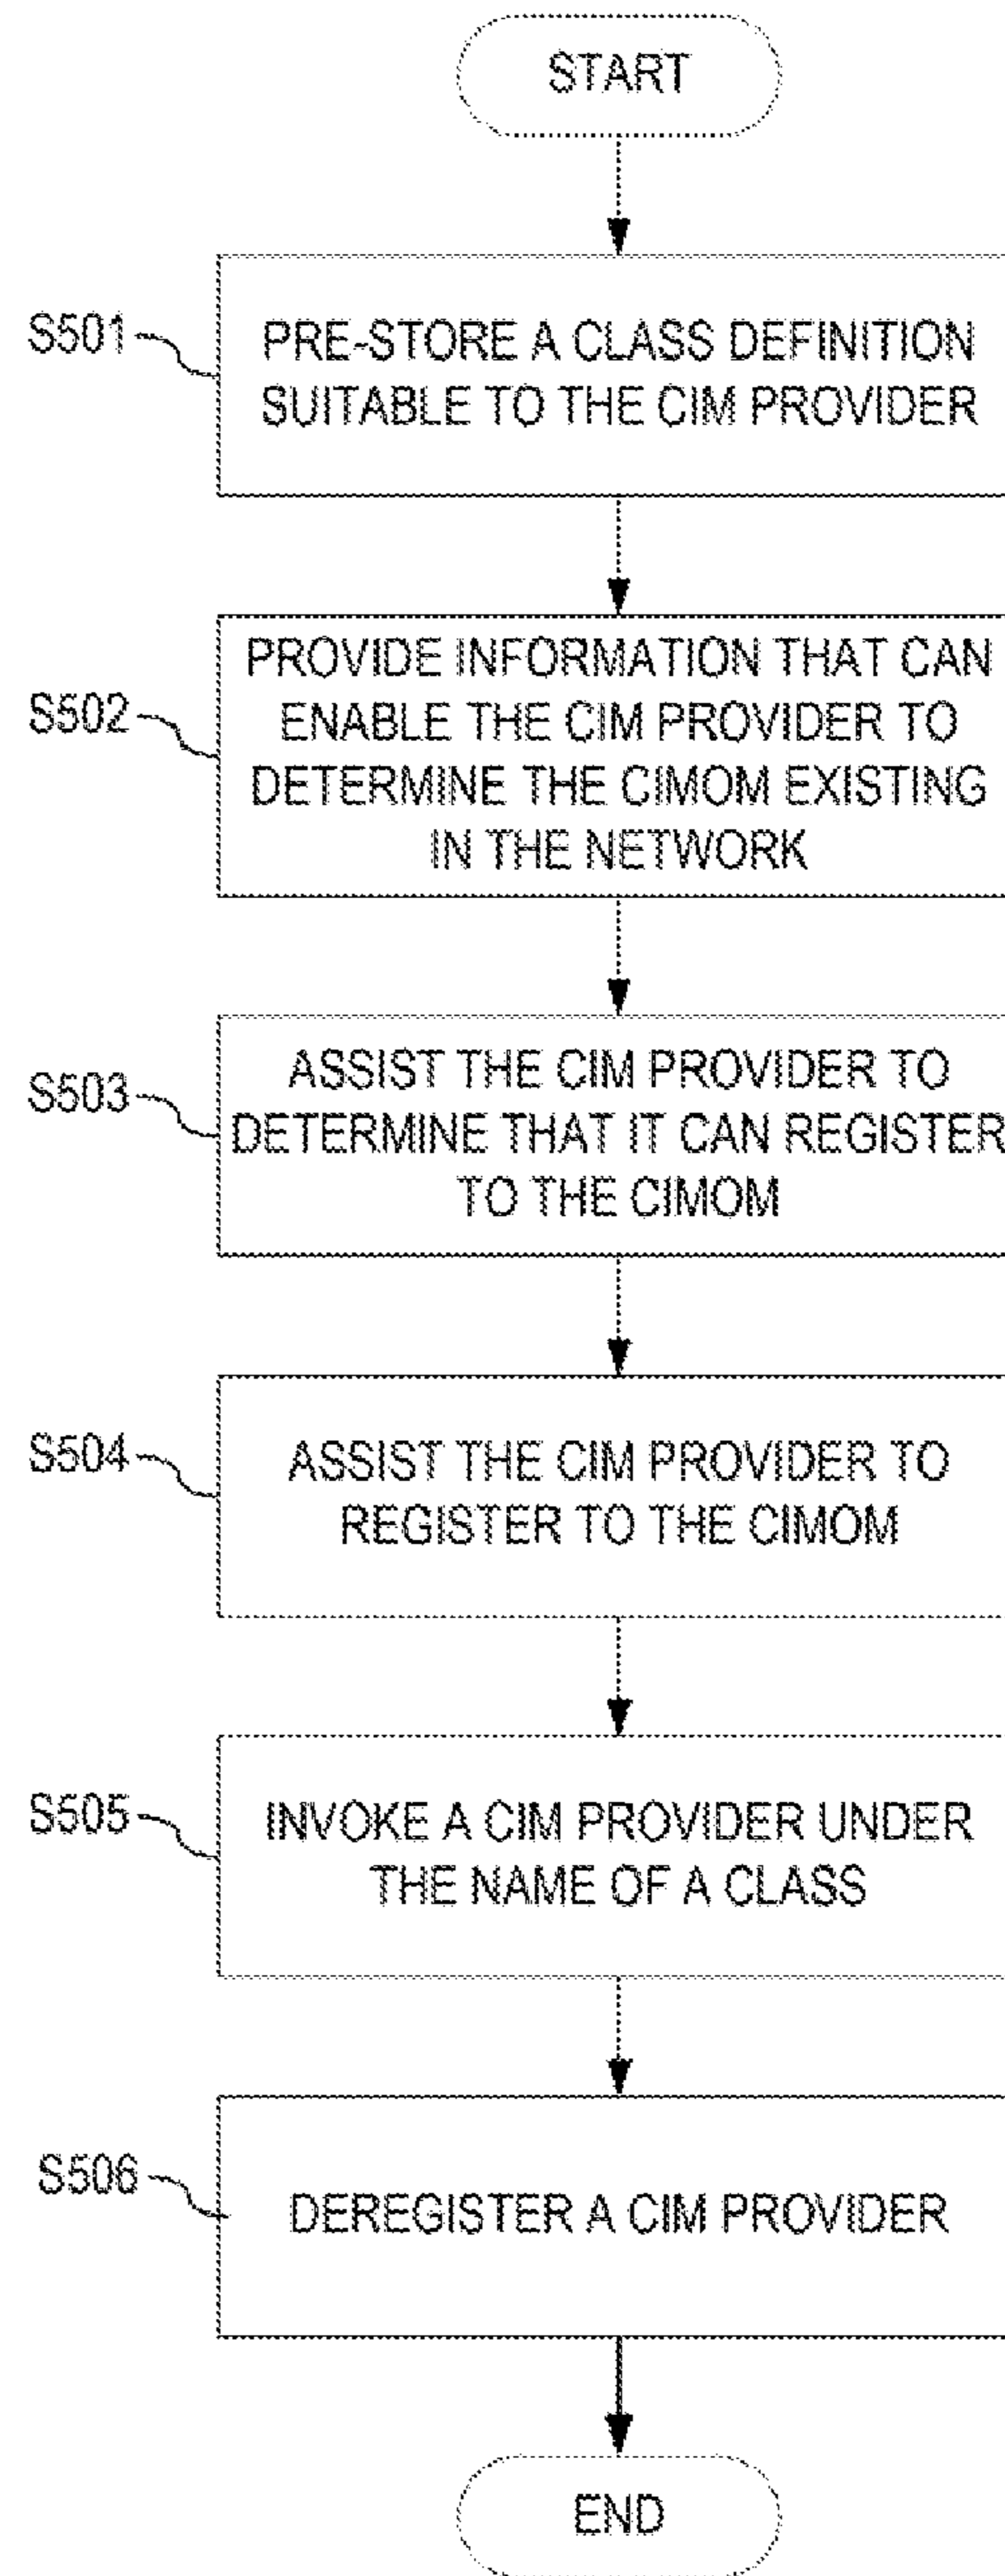 START
S501
PRE-STORE A CLASS DEFINITION
SUITABLE TO THE CIM PROVIDER
S502
PROVIDE INFORMATION THAT CAN
ENABLE THE CIM PROVIDER TO
DETERMINE THE CIMOM EXISTING
IN THE NETWORK
S503
ASSIST THE CIM PROVIDER TO
DETERMINE THAT IT CAN REGISTER
TO THE CIMOM
S504
ASSIST THE CIM PROVIDER TO
REGISTER TO THE CIMOM
S505
INVOKE A CIM PROVIDER UNDER
THE NAME OF A CLASS
S506
DEREGISTER A CIM PROVIDER
END